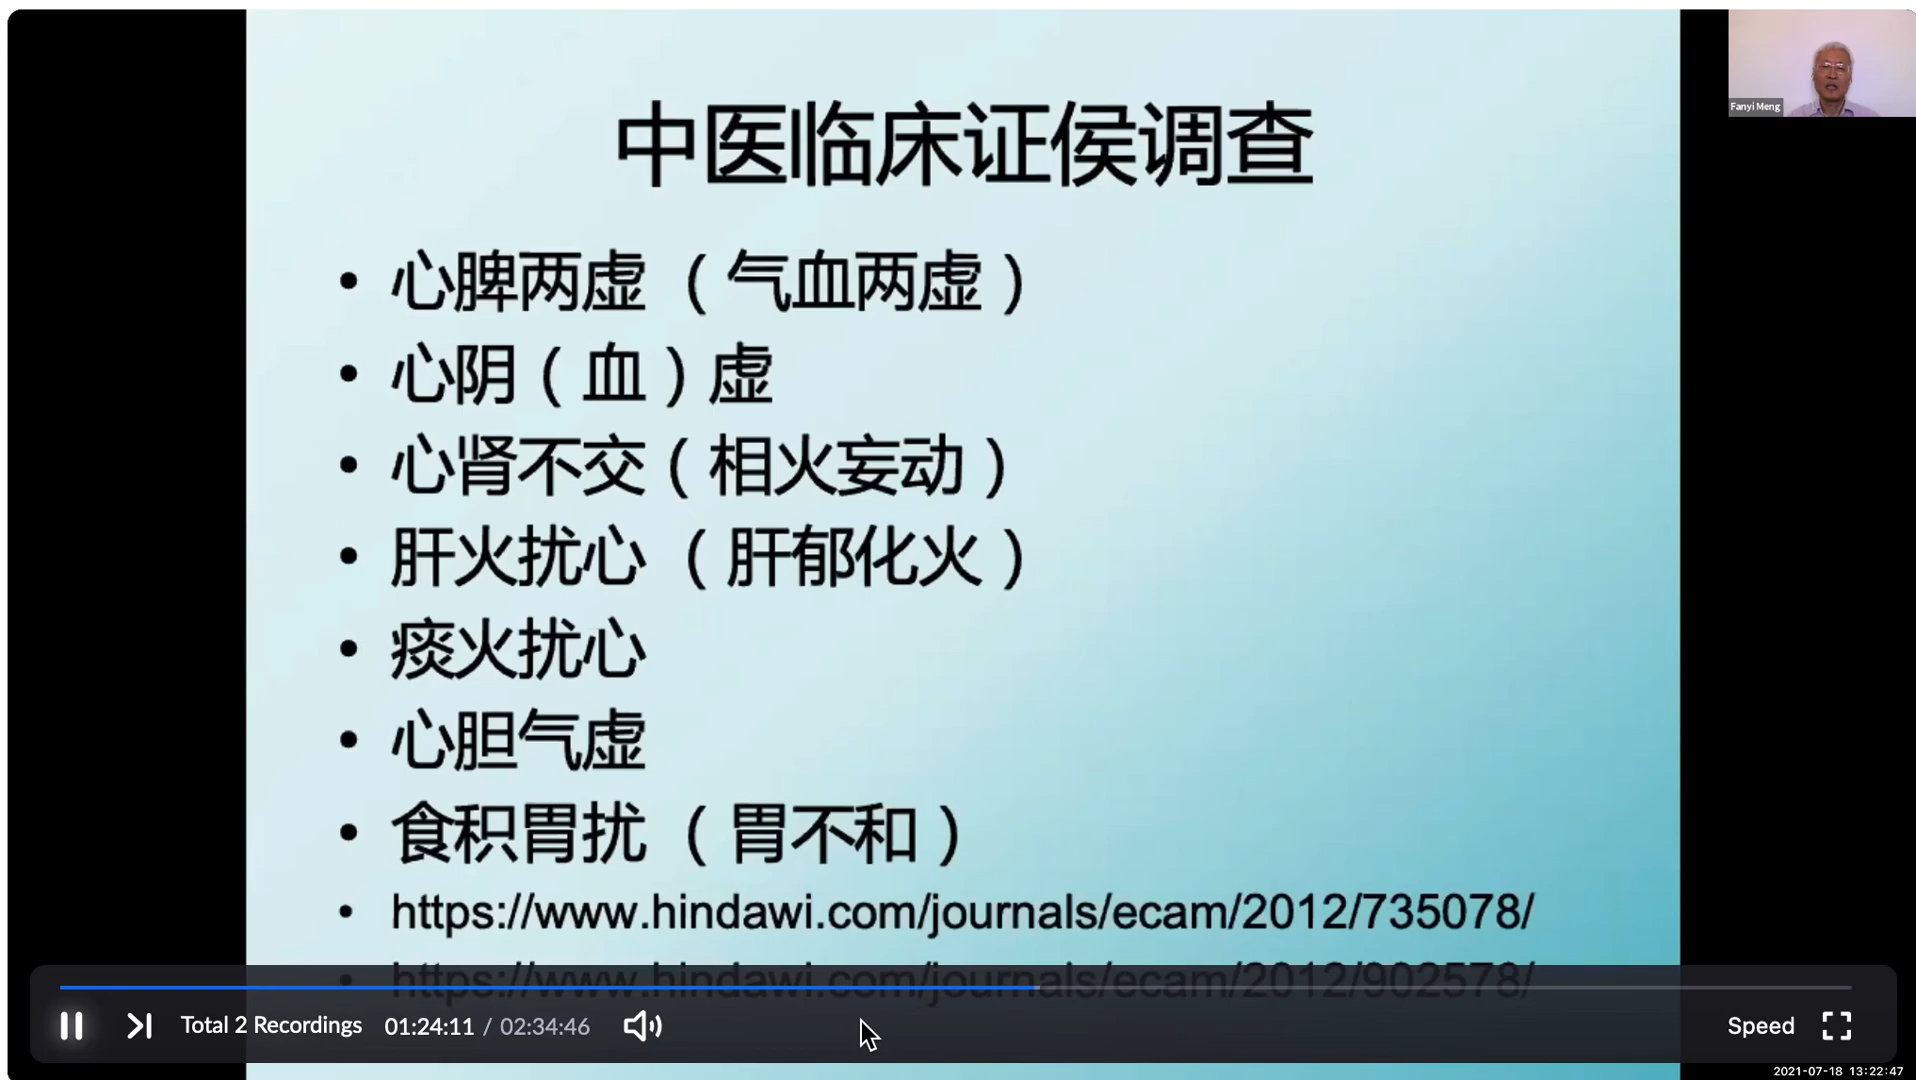 中医临床证侯调查
Fanyi Meng
• 心脾两虚 （气血两虚）
• 心阴（血）虚
• 心肾不交（相火妄动）
• 肝火扰心 （肝郁化火）
• 痰火扰心
• 心胆气虚
• 食积胃扰 （胃不和）
• https://www.hindawi.com/journals/ecam/2012/735078/
• https://www.hindawi.com/journals/ecam/2012/902578/
Total 2 Recordings 01:24:11 / 02:34:46 Speed
2021-07-18 13:22:47